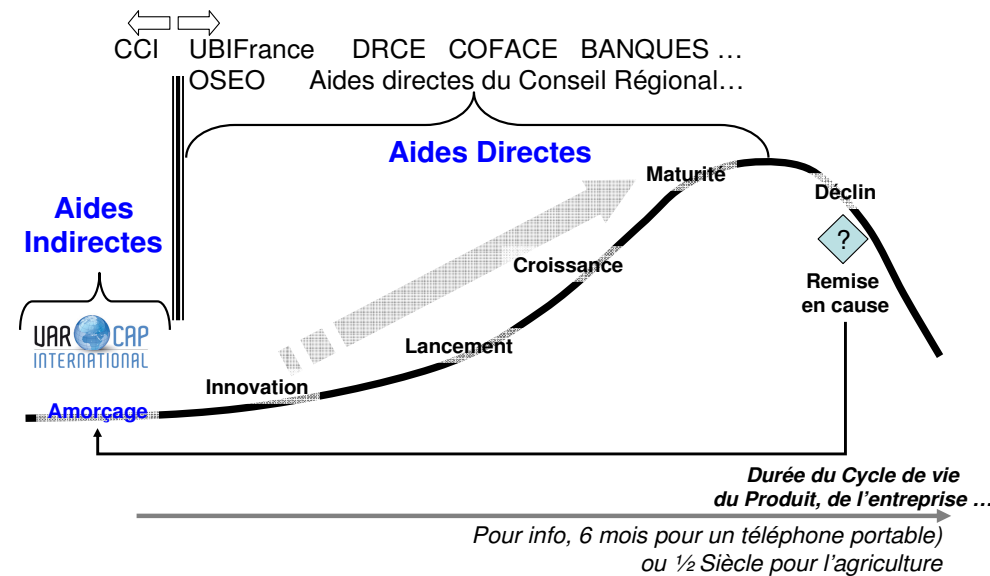 CCI UBIFrance DRCE COFACE BANQUES …
OSEO Aides directes du Conseil Régional…
Aides Directes
Maturité
Déclin
Aides
Indirectes
?
Croissance
Remise
en cause
VAR CAP
INTERNATIONAL
Lancement
Innovation
Amorçage
Durée du Cycle de vie
du Produit, de l'entreprise …
Pour info, 6 mois pour un téléphone portable)
ou ½ Siècle pour l'agriculture